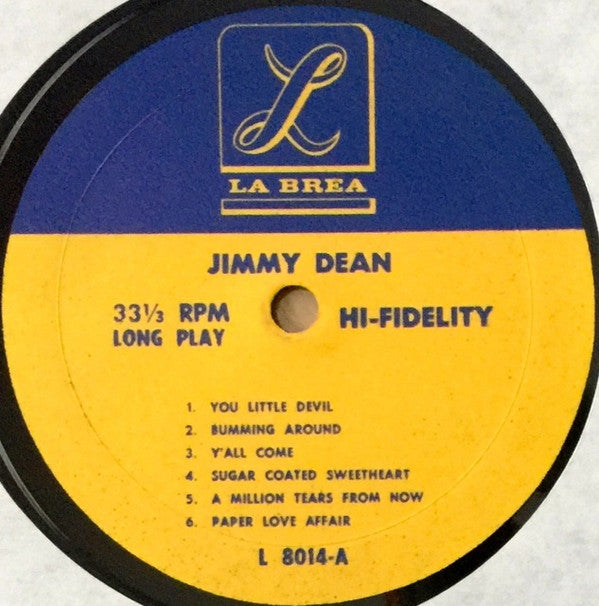 L
LA BREA
JIMMY DEAN
33⅓ RPM
LONG PLAY
HI-FIDELITY
1. YOU LITTLE DEVIL
2. BUMMING AROUND
3. Y'ALL COME
4. SUGAR COATED SWEETHEART
5. A MILLION TEARS FROM NOW
6. PAPER LOVE AFFAIR
L 8014-A